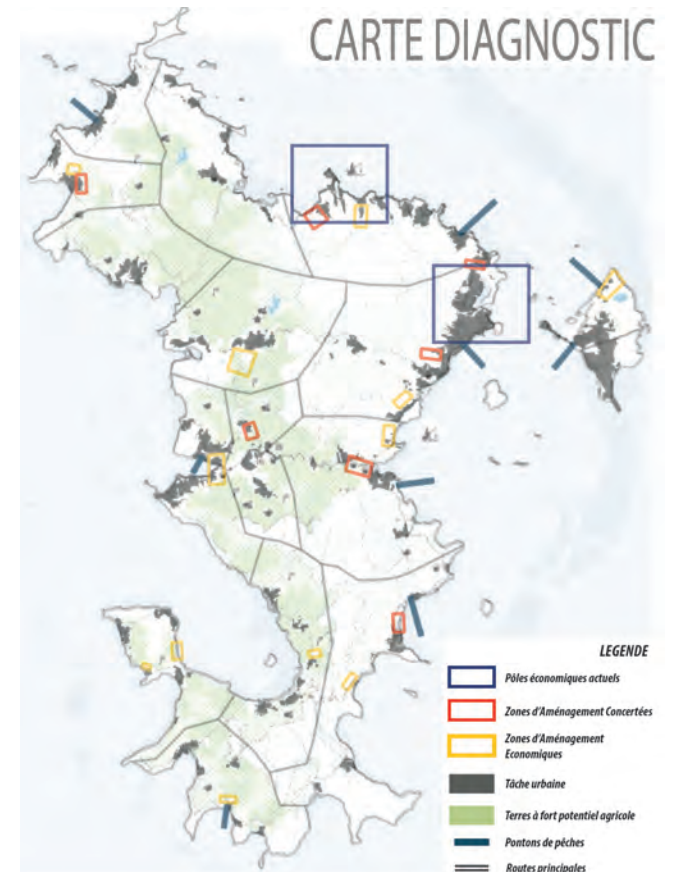 CARTE DIAGNOSTIC
LEGENDE
Pôles économiques actuels
Zones d'Aménagement Concertées
Zones d'Aménagement
Economiques
Tâche urbaine
Terres à fort potentiel agricole
Pontons de pêches
Routes principales